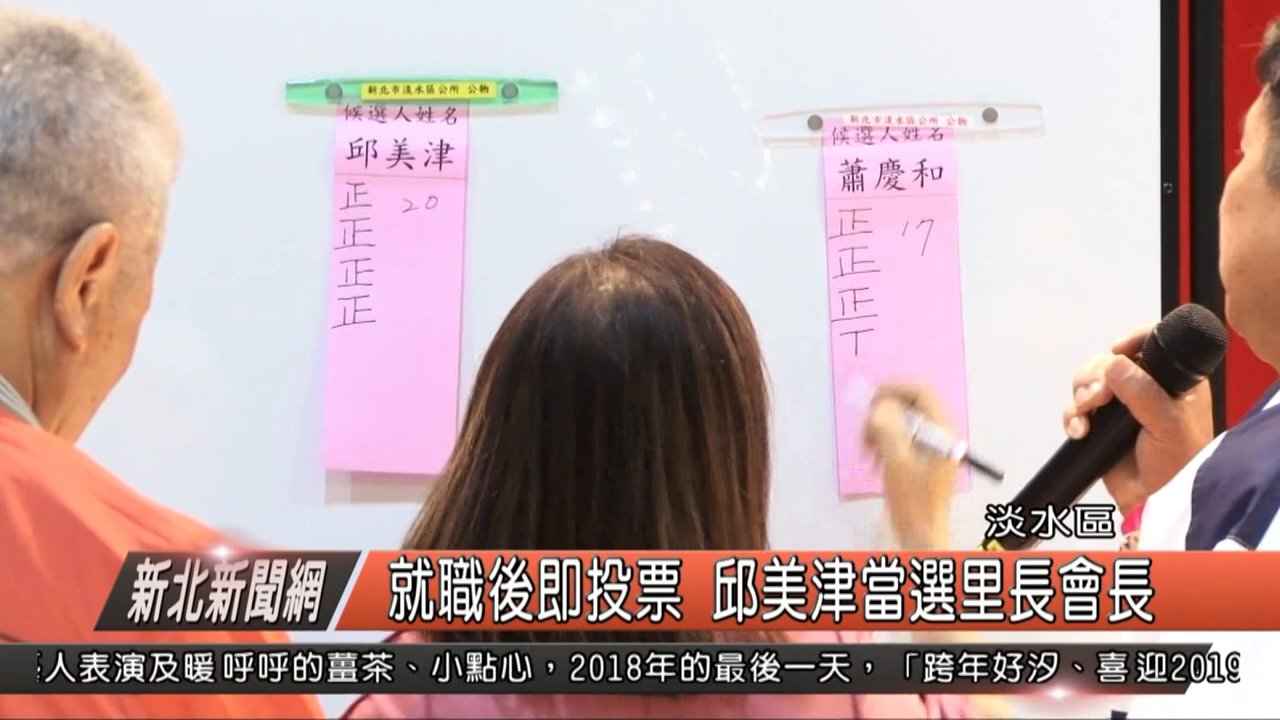 新北市淡水區公所 公物
候選人姓名
邱美津
正 20
正
正
正
新北市淡水區公所 公物
候選人姓名
蕭慶和
正 17
正
正
丅
淡水區
新北新聞網
就職後即投票 邱美津當選里長會長
人表演及暖呼呼的薑茶、小點心，2018年的最後一天，「跨年好汐、喜迎2019